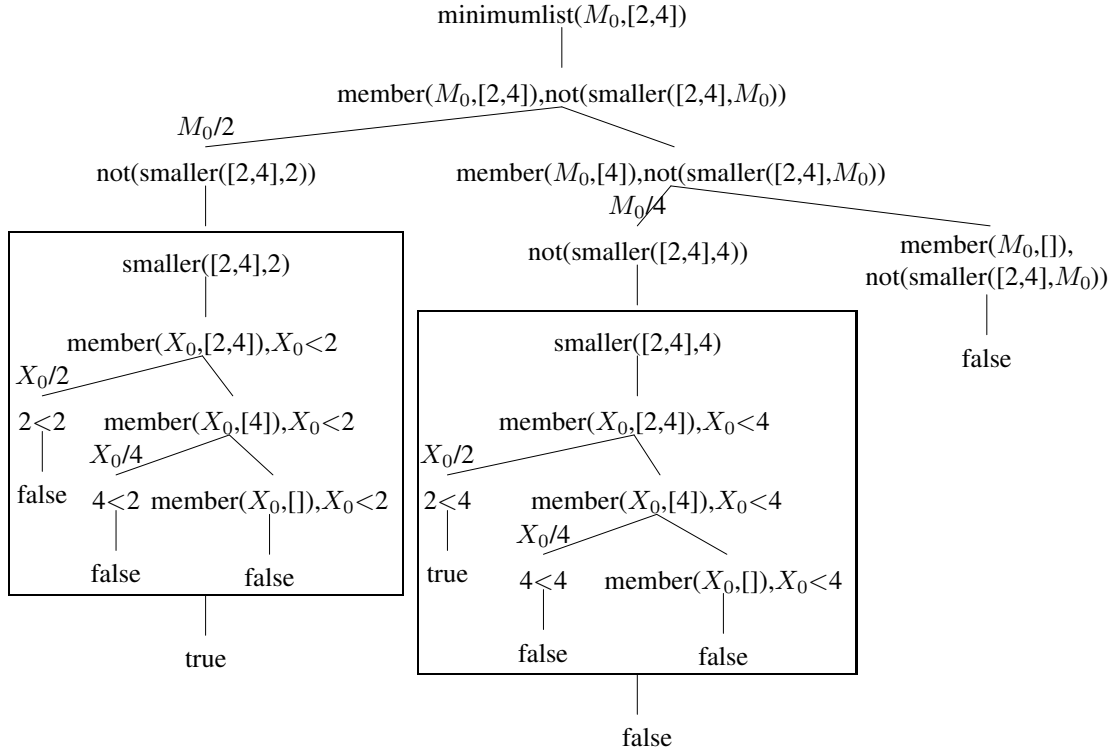 minimumlist(M₀,[2,4])
member(M₀,[2,4]),not(smaller([2,4],M₀))
M₀/2
not(smaller([2,4],2))
member(M₀,[4]),not(smaller([2,4],M₀))
M₀/4
not(smaller([2,4],4))
member(M₀,[]),
not(smaller([2,4],M₀))
false
smaller([2,4],2)
member(X₀,[2,4]),X₀<2
X₀/2
2<2
false
member(X₀,[4]),X₀<2
X₀/4
4<2
false
member(X₀,[]),X₀<2
false
true
smaller([2,4],4)
member(X₀,[2,4]),X₀<4
X₀/2
2<4
true
member(X₀,[4]),X₀<4
X₀/4
4<4
false
member(X₀,[]),X₀<4
false
false